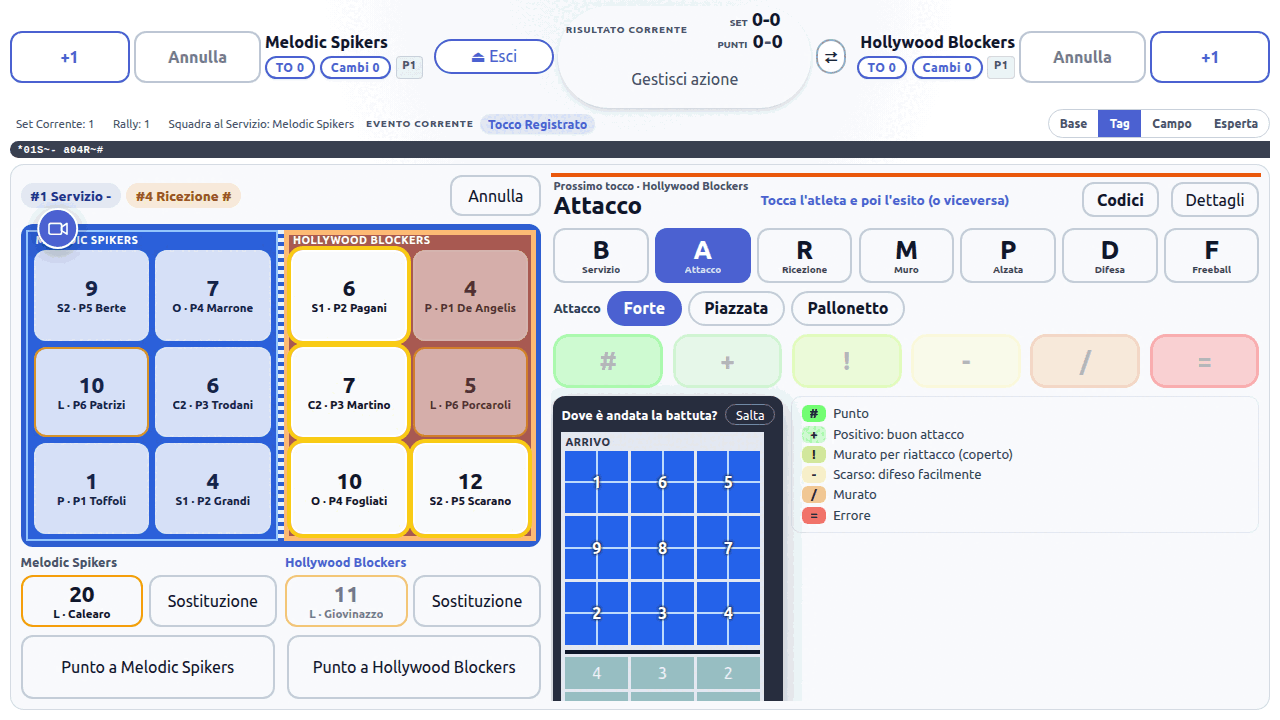 +1
Annulla
Melodic Spikers
TO 0
Cambi 0
P1
⏏ Esci
RISULTATO CORRENTE
SET 0-0
PUNTI 0-0
Gestisci azione
⇄
Hollywood Blockers
TO 0
Cambi 0
P1
Annulla
+1
Set Corrente: 1
Rally: 1
Squadra al Servizio: Melodic Spikers
EVENTO CORRENTE
Tocco Registrato
Base
Tag
Campo
Esperta
*01S~- a04R~#
#1 Servizio -
#4 Ricezione #
Annulla
SPIKERS
HOLLYWOOD BLOCKERS
9
S2 · P5 Berte
7
O · P4 Marrone
6
S1 · P2 Pagani
4
P · P1 De Angelis
10
L · P6 Patrizi
6
C2 · P3 Trodani
7
C2 · P3 Martino
5
L · P6 Porcaroli
1
P · P1 Toffoli
4
S1 · P2 Grandi
10
O · P4 Fogliati
12
S2 · P5 Scarano
Melodic Spikers
Hollywood Blockers
20
L · Calearo
Sostituzione
11
L · Giovinazzo
Sostituzione
Punto a Melodic Spikers
Punto a Hollywood Blockers
Prossimo tocco · Hollywood Blockers
Attacco
Tocca l'atleta e poi l'esito (o viceversa)
Codici
Dettagli
B
Servizio
A
Attacco
R
Ricezione
M
Muro
P
Alzata
D
Difesa
F
Freeball
Attacco
Forte
Piazzata
Pallonetto
#
+
!
-
/
=
Dove è andata la battuta?
Salta
ARRIVO
1 6 5
9 8 7
2 3 4
4 3 2
# Punto
+ Positivo: buon attacco
! Murato per riattacco (coperto)
- Scarso: difeso facilmente
/ Murato
= Errore